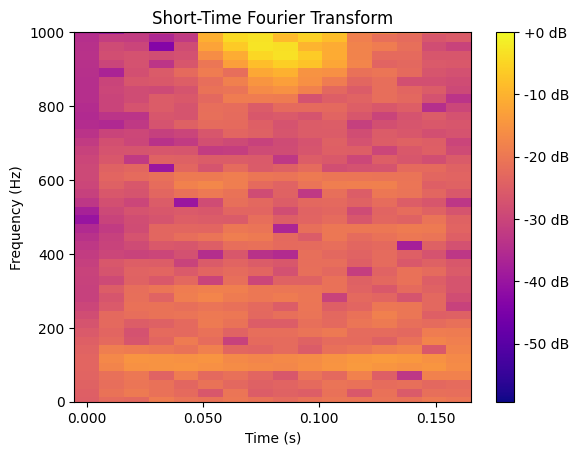 Short-Time Fourier Transform
1000
800
600
400
200
0
Frequency (Hz)
0.000
0.050
0.100
0.150
Time (s)
+0 dB
-10 dB
-20 dB
-30 dB
-40 dB
-50 dB